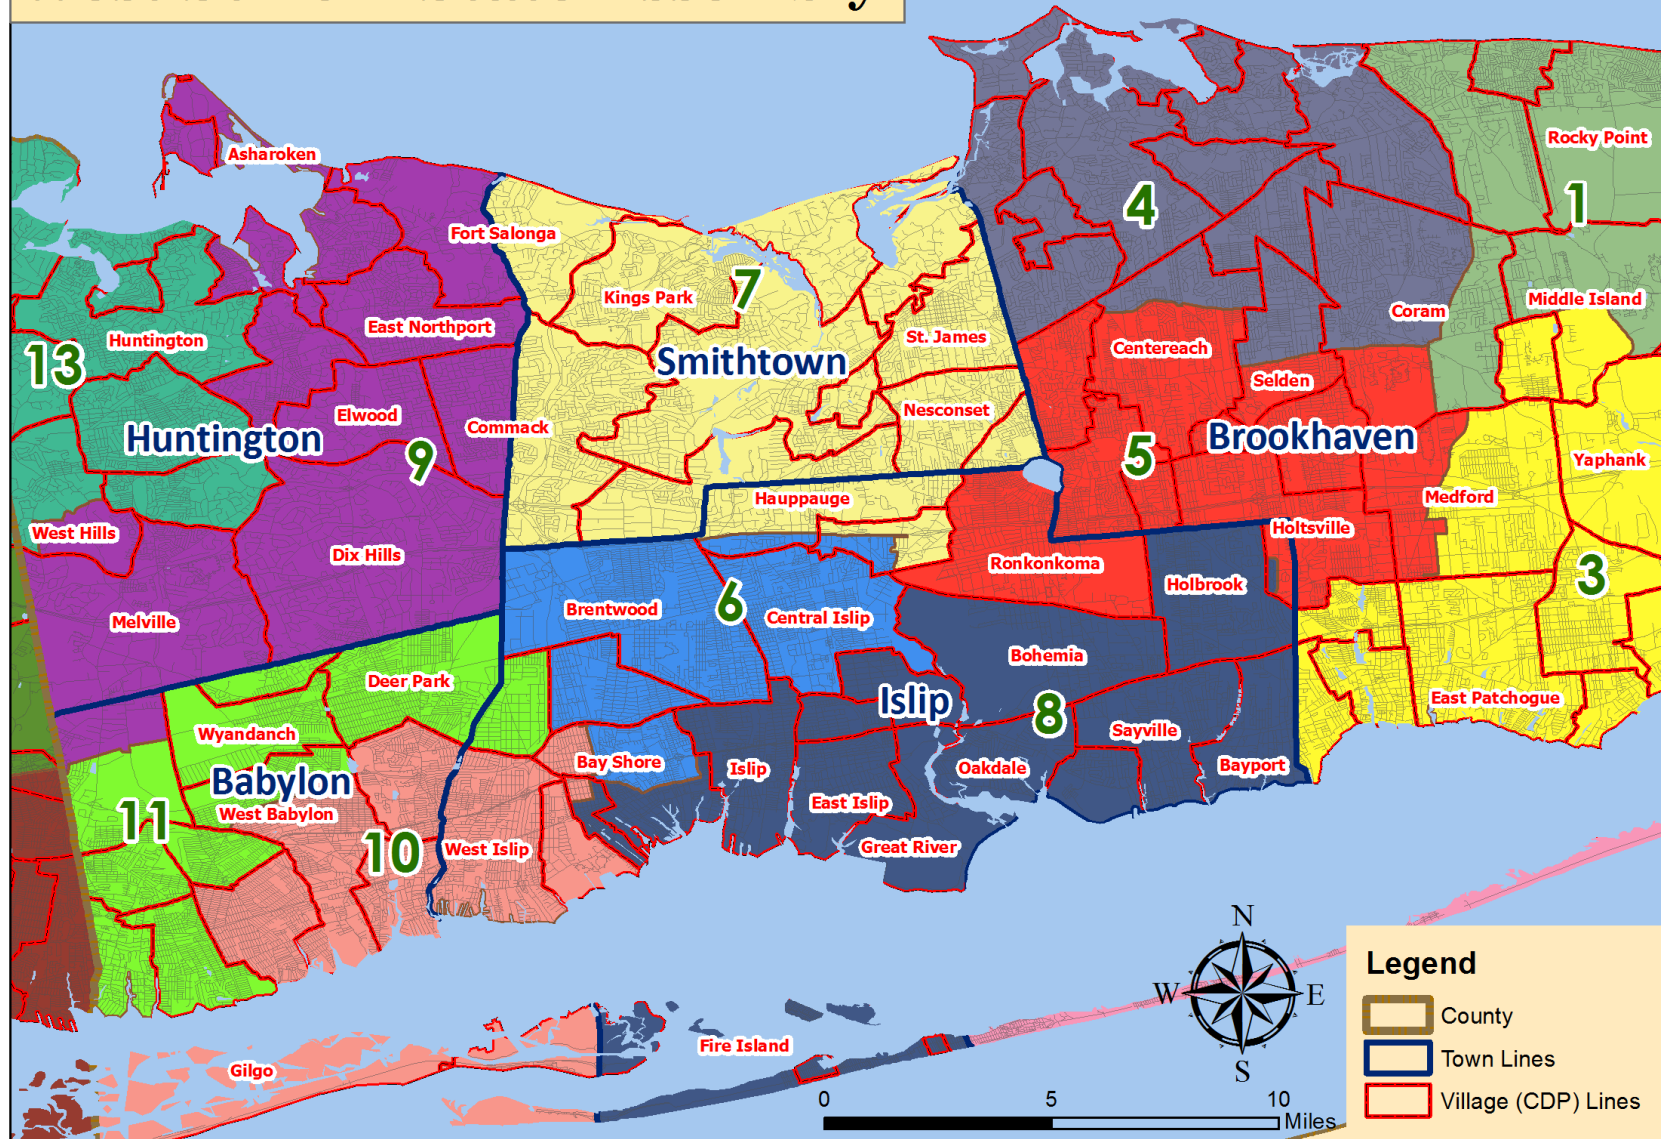 Rocky Point
Asharoken
4
1
Fort Salonga
7
Kings Park
Middle Island
Coram
East Northport
Huntington
St. James
Centereach
13
Smithtown
Selden
Elwood
Nesconset
Commack
Huntington
Brookhaven
9
5
Yaphank
Hauppauge
Medford
West Hills
Holtsville
Dix Hills
Ronkonkoma
3
Holbrook
Brentwood
6
Central Islip
Melville
Bohemia
Deer Park
East Patchogue
Islip
8
Wyandanch
Sayville
Bay Shore
Islip
Oakdale
Bayport
Babylon
East Islip
West Babylon
11
10
West Islip
Great River
N
W
E
S
Legend
County
Town Lines
Village (CDP) Lines
Fire Island
Gilgo
0 5 10
Miles